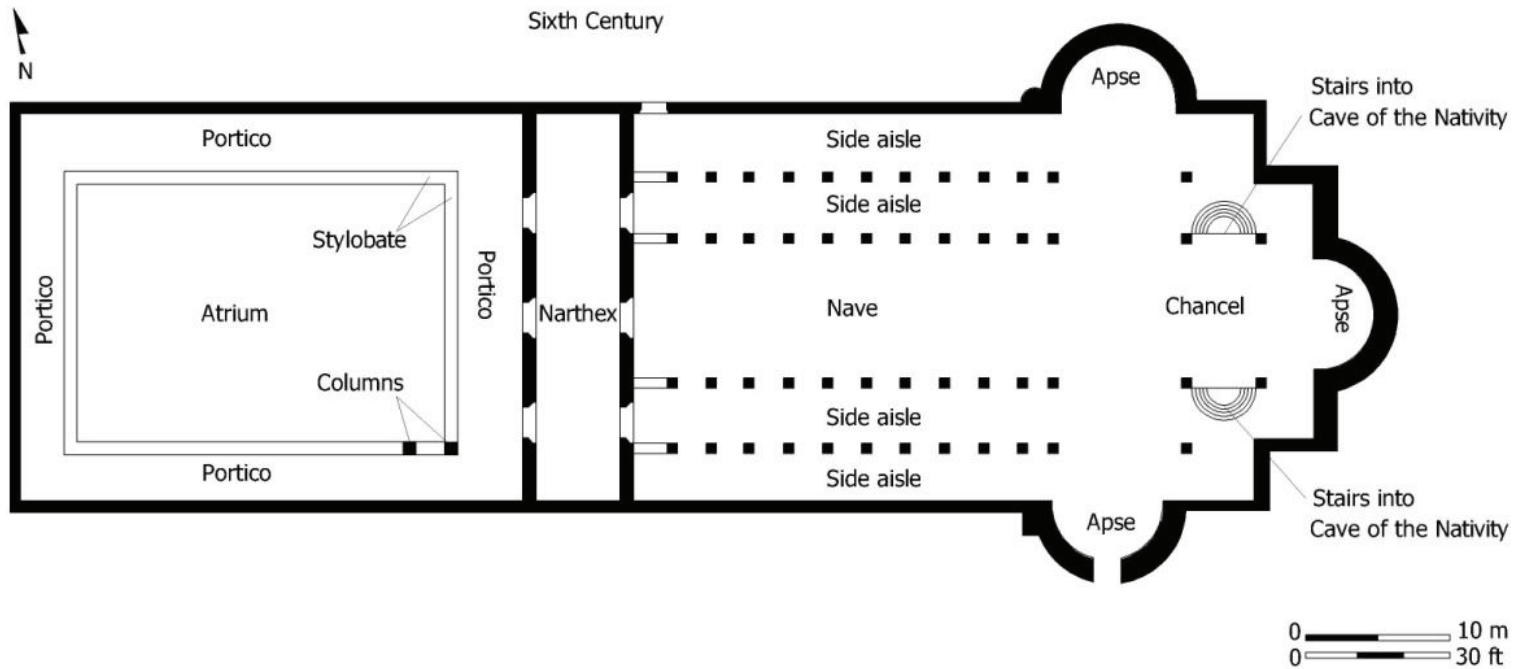 Sixth Century
N
Apse
Stairs into
Cave of the Nativity
Portico
Side aisle
Side aisle
Stylobate
Portico
Portico
Atrium
Narthex
Nave
Chancel
Apse
Columns
Side aisle
Portico
Side aisle
Apse
Stairs into
Cave of the Nativity
0 10 m
0 30 ft